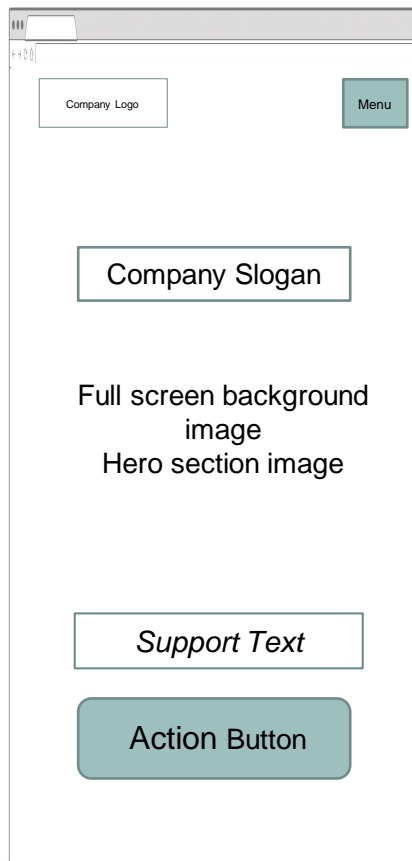 Company Logo
Menu
Company Slogan
Full screen background
image
Hero section image
Support Text
Action Button